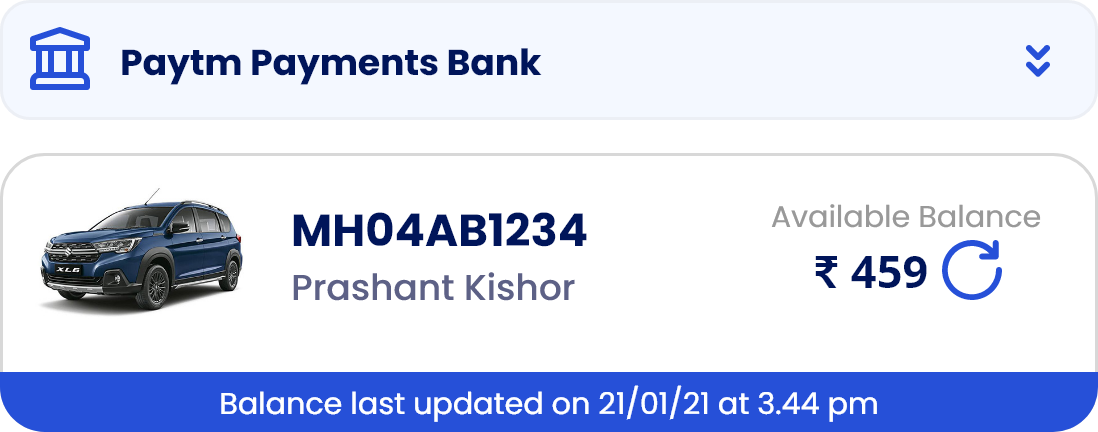 Paytm Payments Bank
MH04AB1234
Prashant Kishor
Available Balance
₹ 459
XL6
Balance last updated on 21/01/21 at 3.44 pm